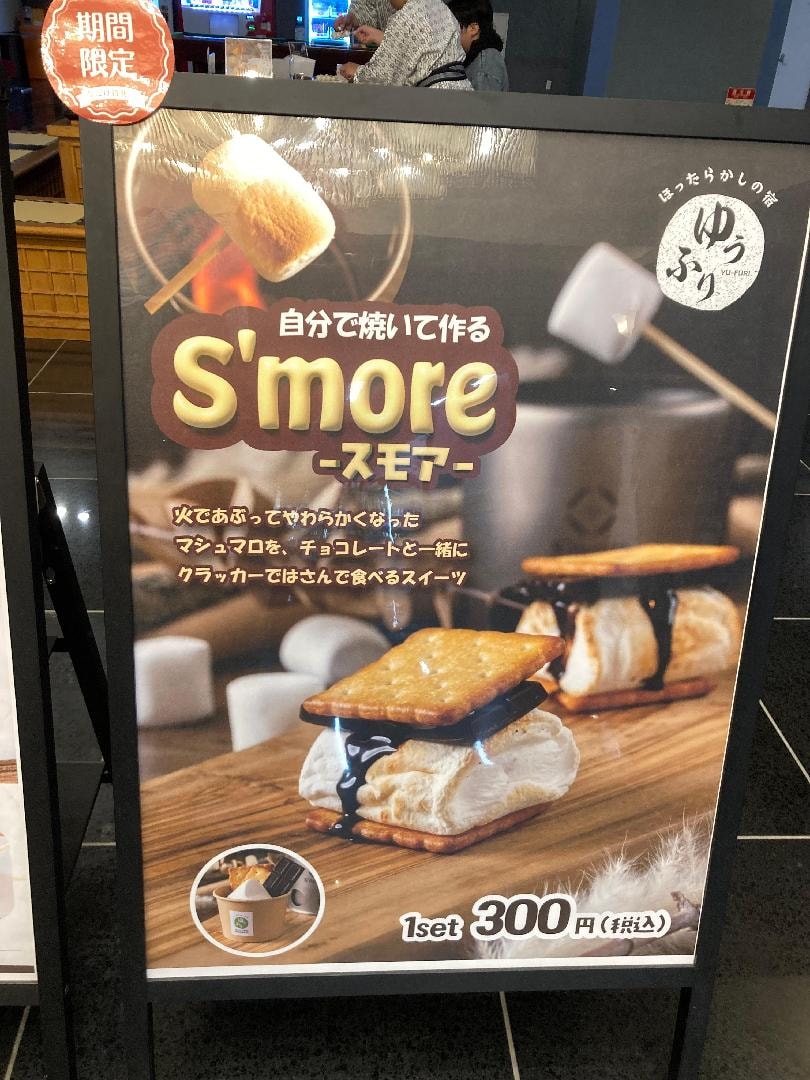 期間
限定
ほったらかしの宿
ゆうふり
YU-FURI
自分で焼いて作る
S'more
-スモア-
火であぶってやわらかくなった
マシュマロを、チョコレートと一緒に
クラッカーではさんで食べるスイーツ
1set 300円(税込)